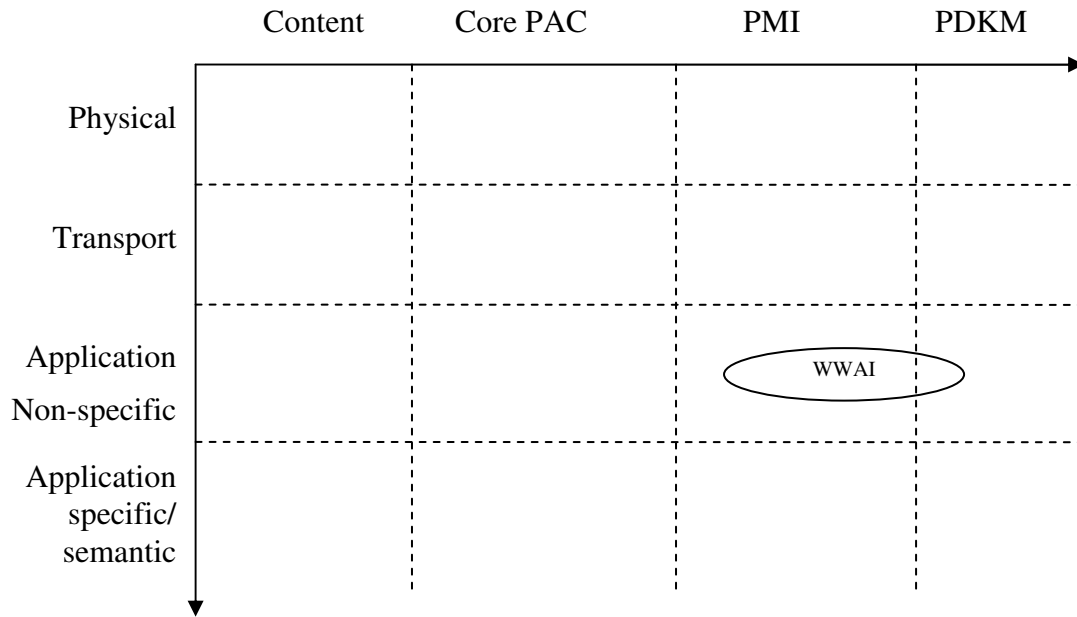 Content Core PAC PMI PDKM
Physical
Transport
Application
WWAI
Non-specific
Application
specific/
semantic